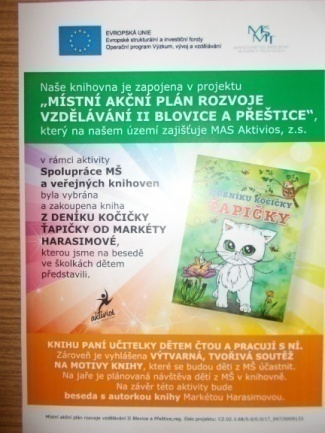 EVROPSKÁ UNIE
Evropské strukturální a investiční fondy
Operační program Výzkum, vývoj a vzdělávání
Naše knihovna je zapojena v projektu
„MÍSTNÍ AKČNÍ PLÁN ROZVOJE
VZDĚLÁVÁNÍ II BLOVICE A PŘEŠTICE“,
který na našem území zajišťuje MAS Aktivios, z.s.
v rámci aktivity
Spolupráce MŠ
a veřejných knihoven
byla vybrána
a zakoupena kniha
Z DENÍKU KOČIČKY
ŤAPIČKY OD MARKÉTY
HARASIMOVÉ,
kterou jsme na besedě
ve školkách dětem
představili.
Z DENÍKU KOČIČKY
ŤAPIČKY
aktivios
KNIHU PANÍ UČITELKY DĚTEM ČTOU A PRACUJÍ S NÍ.
Zároveň je vyhlášena VÝTVARNÁ, TVOŘIVÁ SOUTĚŽ
NA MOTIVY KNIHY, které se budou děti z MŠ účastnit.
Na jaře je plánovaná návštěva dětí z MŠ v knihovně.
Na závěr této aktivity bude
beseda s autorkou knihy Markétou Harasimovou.
Místní akční plán rozvoje vzdělávání II Blovice a Přeštice,